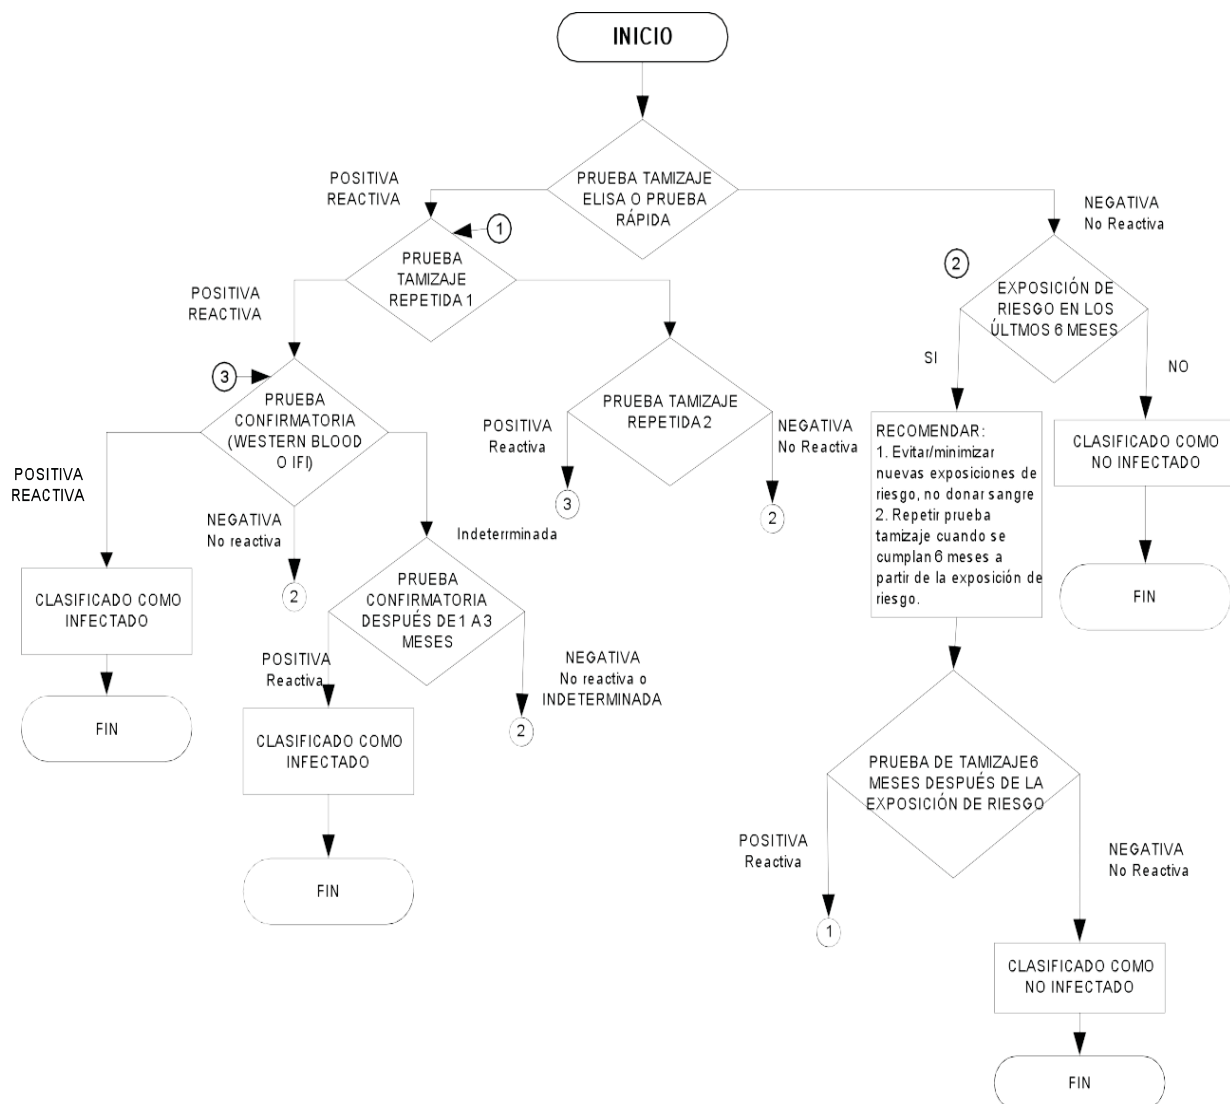 INICIO
PRUEBA TAMIZAJE
ELISA O PRUEBA
RÁPIDA
POSITIVA
REACTIVA
NEGATIVA
No Reactiva
1
PRUEBA
TAMIZAJE
REPETIDA 1
2
EXPOSICIÓN DE
RIESGO EN LOS
ÚLTMOS 6 MESES
POSITIVA
REACTIVA
SI
NO
3
PRUEBA
CONFIRMATORIA
(WESTERN BLOOD
O IFI)
PRUEBA TAMIZAJE
REPETIDA 2
POSITIVA
Reactiva
NEGATIVA
No Reactiva
3
2
RECOMENDAR:
1. Evitar/minimizar
nuevas exposiciones de
riesgo, no donar sangre
2. Repetir prueba
tamizaje cuando se
cumplan 6 meses a
partir de la exposición de
riesgo.
CLASIFICADO COMO
NO INFECTADO
FIN
POSITIVA
REACTIVA
NEGATIVA
No reactiva
2
Indeterrminada
CLASIFICADO COMO
INFECTADO
FIN
PRUEBA
CONFIRMATORIA
DESPUÉS DE 1 A 3
MESES
POSITIVA
Reactiva
NEGATIVA
No reactiva o
INDETERMINADA
2
CLASIFICADO COMO
INFECTADO
FIN
PRUEBA DE TAMIZAJE 6
MESES DESPUÉS DE LA
EXPOSICIÓN DE RIESGO
POSITIVA
Reactiva
NEGATIVA
No Reactiva
1
CLASIFICADO COMO
NO INFECTADO
FIN